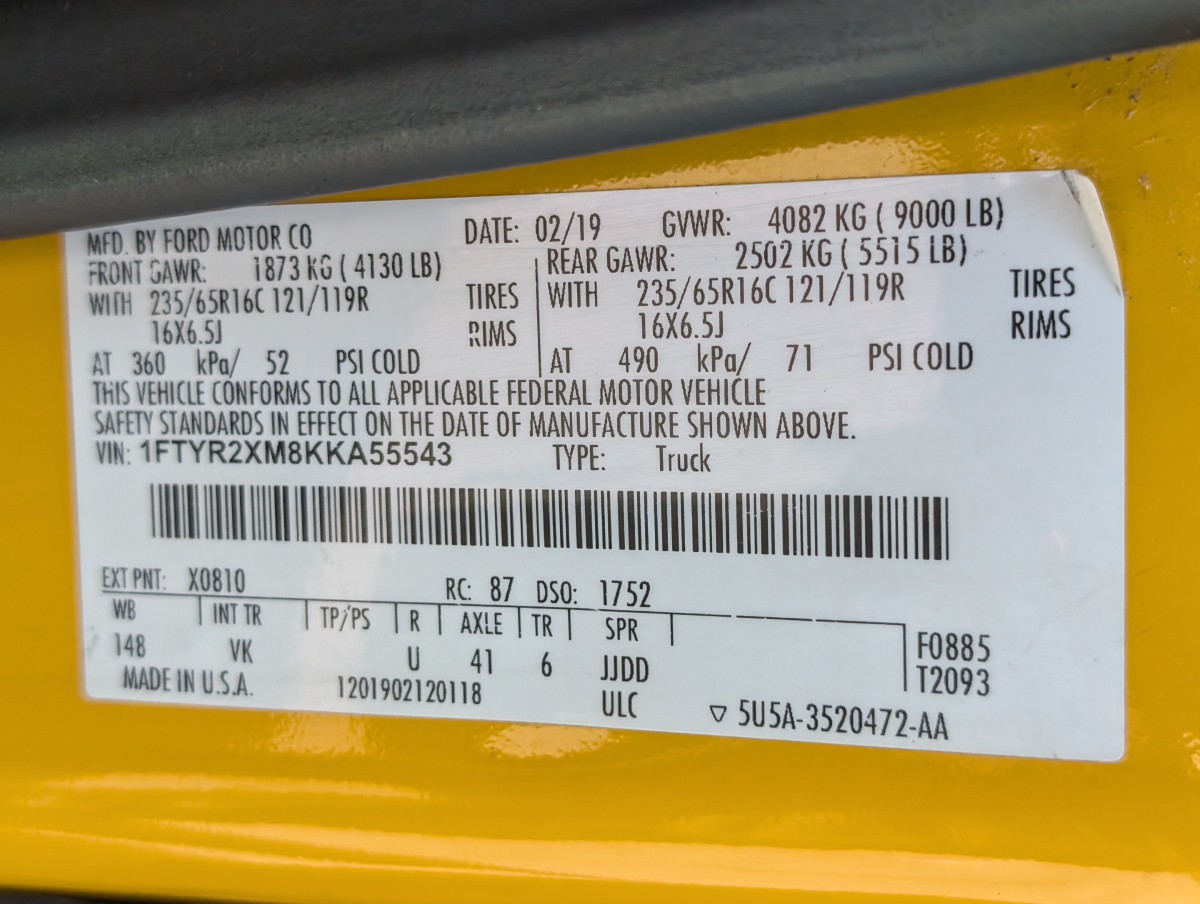 MFD. BY FORD MOTOR CO DATE: 02/19 GVWR: 4082 KG ( 9000 LB)
FRONT GAWR: 1873 KG ( 4130 LB) REAR GAWR: 2502 KG ( 5515 LB)
WITH 235/65R16C 121/119R TIRES WITH 235/65R16C 121/119R TIRES
16X6.5J RIMS 16X6.5J RIMS
AT 360 kPa/ 52 PSI COLD AT 490 kPa/ 71 PSI COLD
THIS VEHICLE CONFORMS TO ALL APPLICABLE FEDERAL MOTOR VEHICLE
SAFETY STANDARDS IN EFFECT ON THE DATE OF MANUFACTURE SHOWN ABOVE.
VIN: 1FTYR2XM8KKA55543 TYPE: Truck
EXT PNT: X0810 RC: 87 DSO: 1752
WB INT TR TP/PS R AXLE TR SPR F0885
148 VK U 41 6 JJDD T2093
MADE IN U.S.A. 1201902120118 ULC ▽ 5U5A-3520472-AA